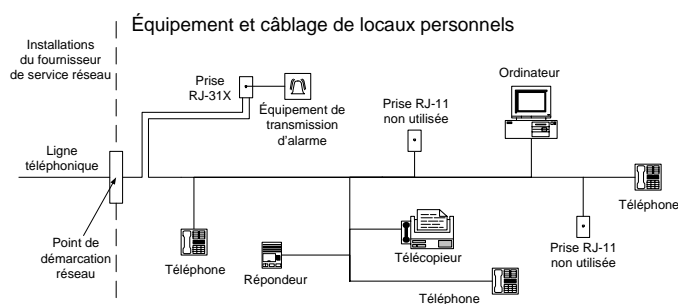 Équipement et câblage de locaux personnels
Installations
du fournisseur
de service réseau
Prise
RJ-31X
Équipement de
transmission
d'alarme
Prise RJ-11
non utilisée
Ordinateur
Ligne
téléphonique
Point de
démarcation
réseau
Téléphone
Répondeur
Télécopieur
Téléphone
Prise RJ-11
non utilisée
Téléphone